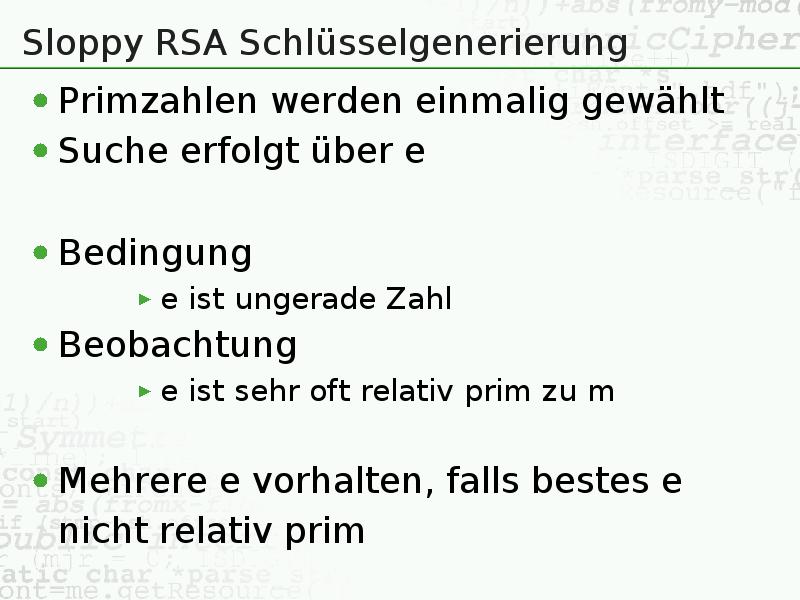 Sloppy RSA Schlüsselgenerierung
Primzahlen werden einmalig gewählt
Suche erfolgt über e
Bedingung
e ist ungerade Zahl
Beobachtung
e ist sehr oft relativ prim zu m
Mehrere e vorhalten, falls bestes e
nicht relativ prim